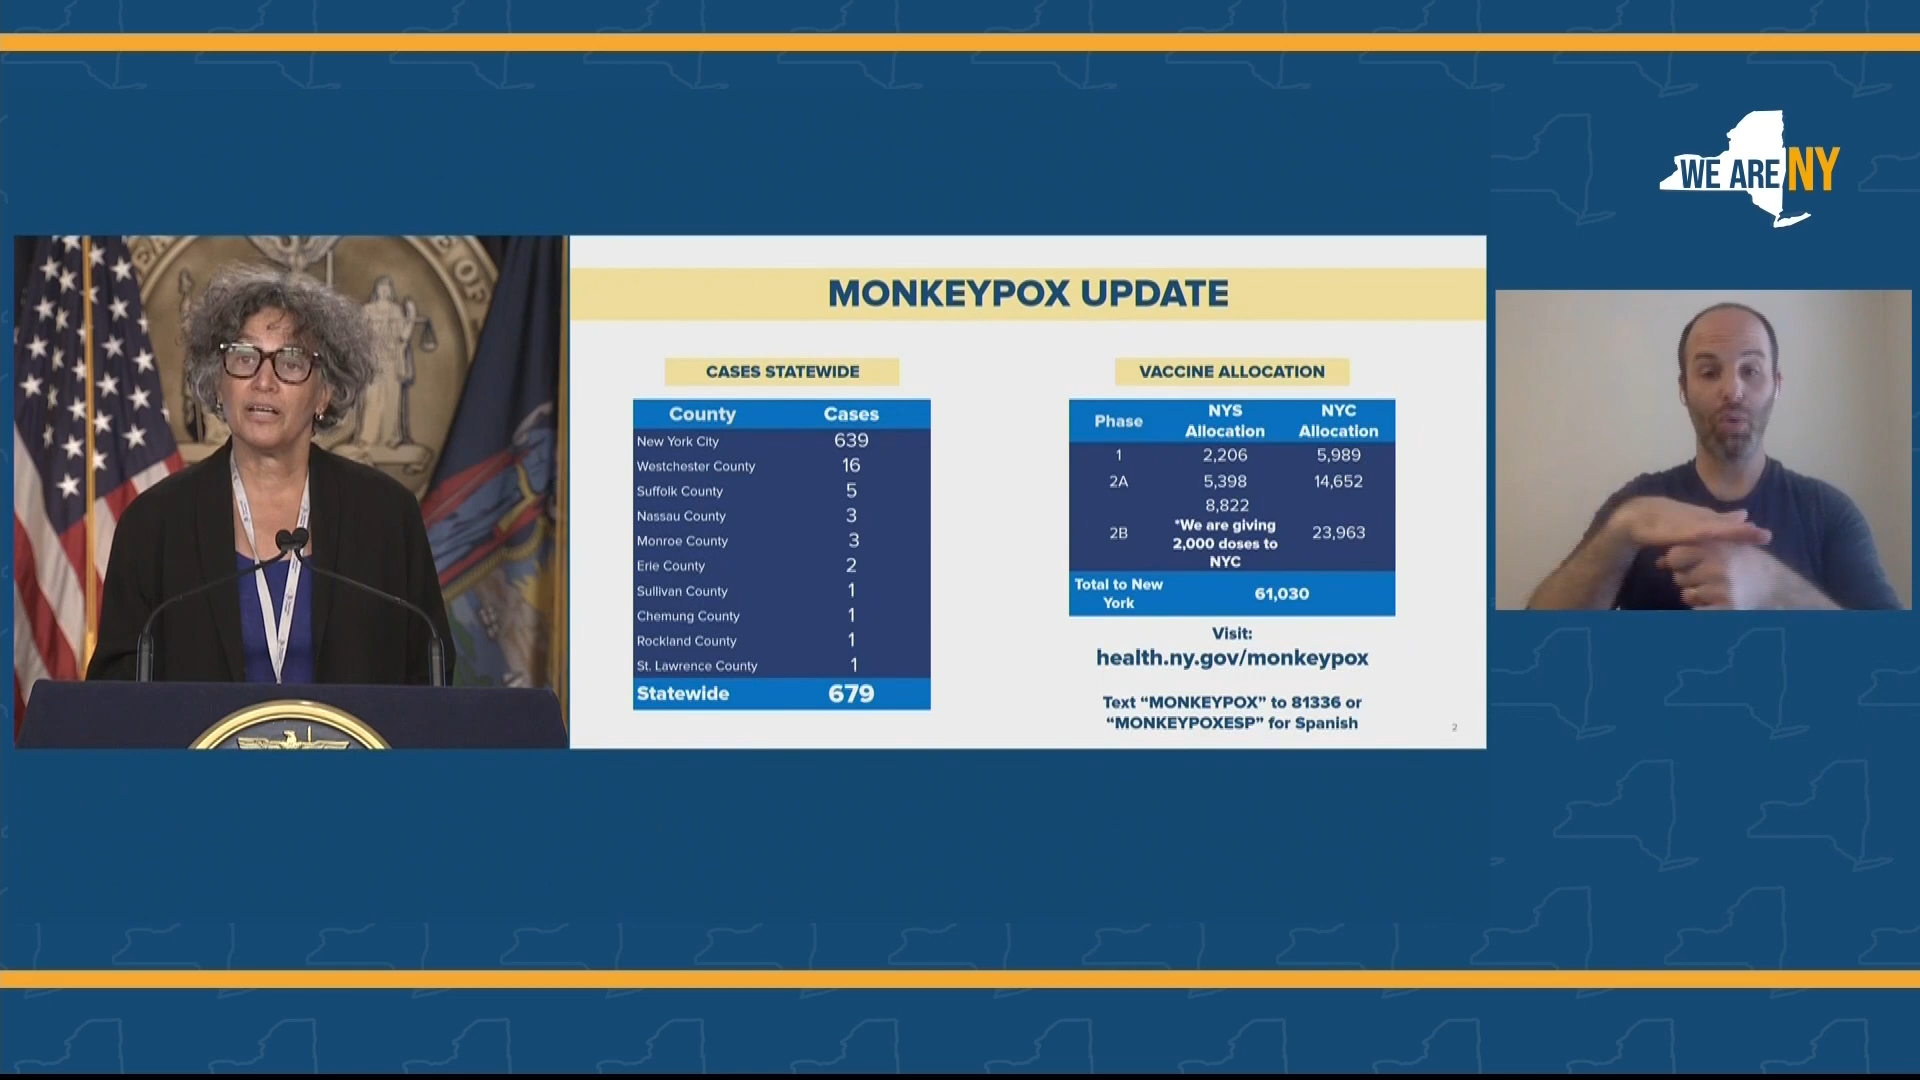 WE ARE NY
EAL OF
MONKEYPOX UPDATE
CASES STATEWIDE
County Cases
New York City 639
Westchester County 16
Suffolk County 5
Nassau County 3
Monroe County 3
Erie County 2
Sullivan County 1
Chemung County 1
Rockland County 1
St. Lawrence County 1
Statewide 679
VACCINE ALLOCATION
Phase NYS Allocation NYC Allocation
1 2,206 5,989
2A 5,398 14,652
2B 8,822 23,963
*We are giving
2,000 doses to
NYC
Total to New
York 61,030
Visit:
health.ny.gov/monkeypox
Text “MONKEYPOX” to 81336 or
“MONKEYPOXESP” for Spanish
2